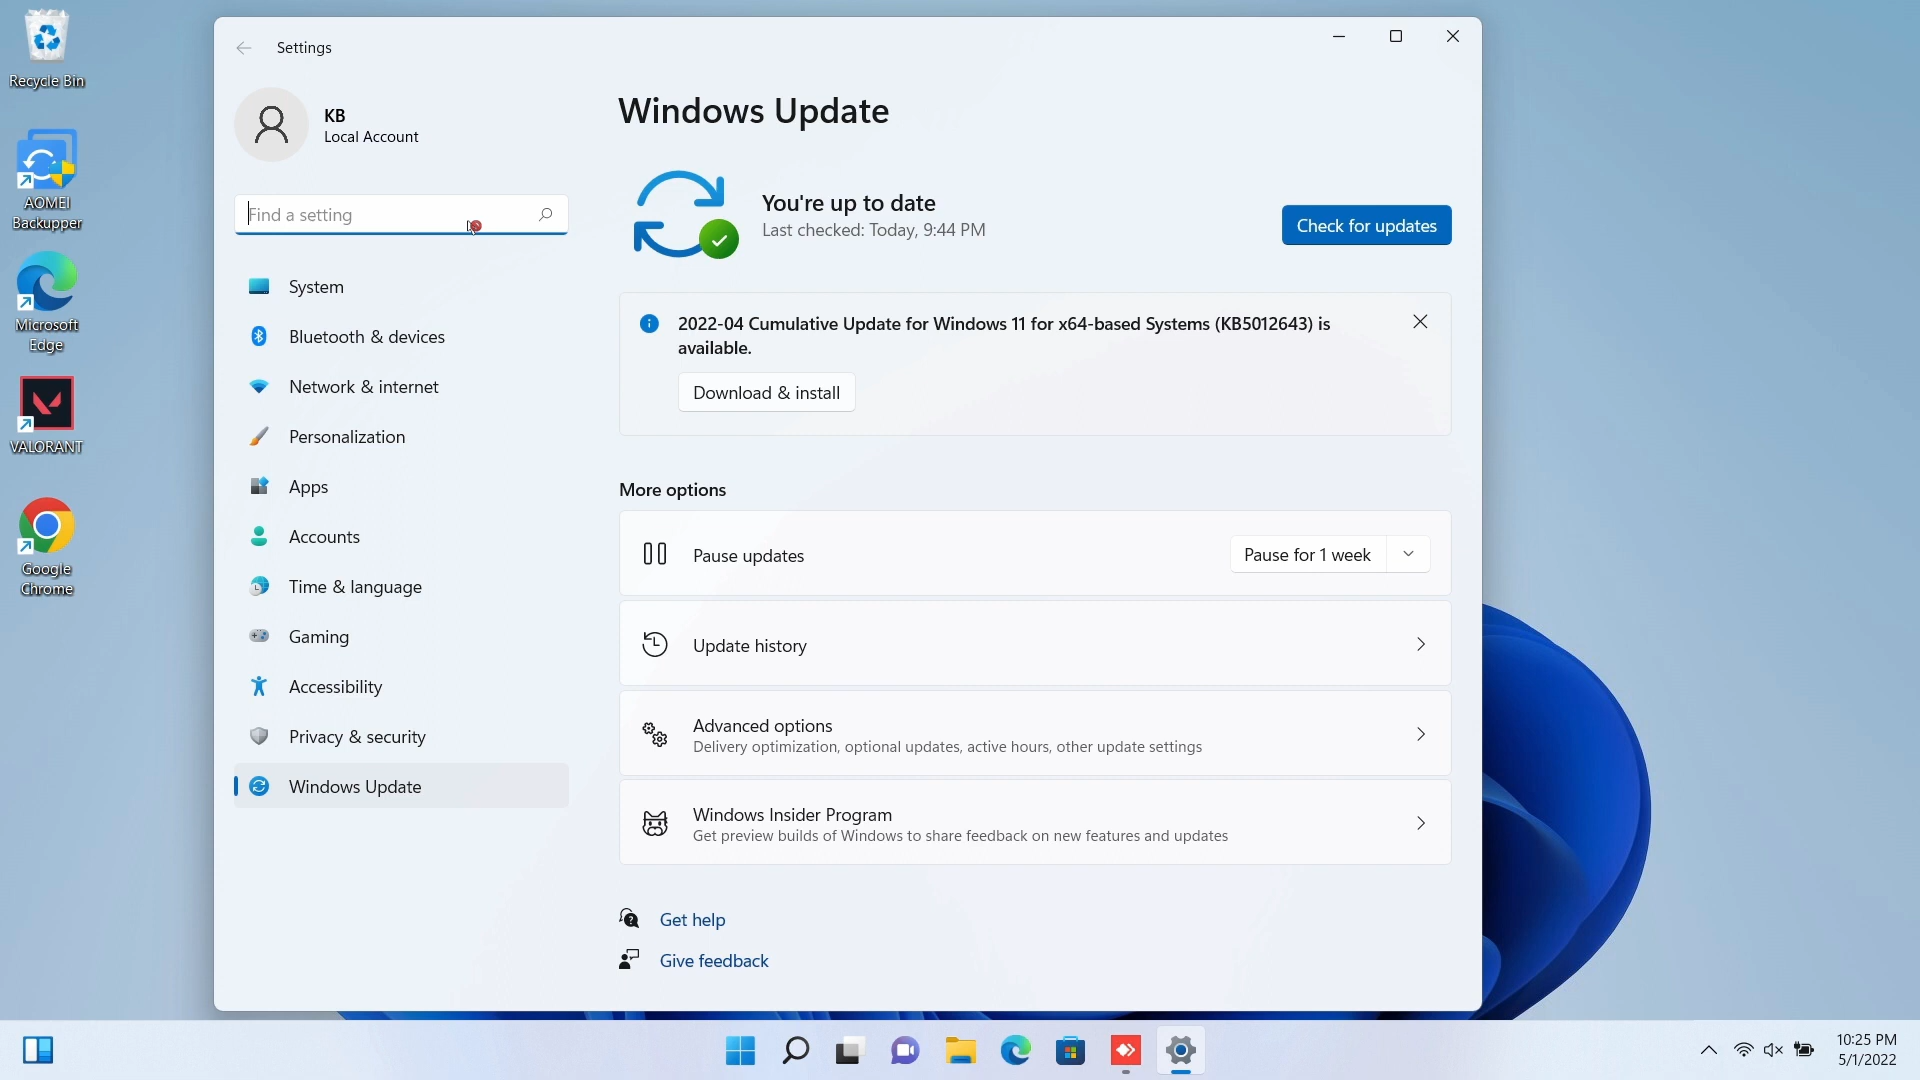 Recycle Bin
AOMEI
Backupper
Microsoft
Edge
VALORANT
Google
Chrome
Settings
KB
Local Account
Find a setting
System
Bluetooth & devices
Network & internet
Personalization
Apps
Accounts
Time & language
Gaming
Accessibility
Privacy & security
Windows Update
Windows Update
You're up to date
Last checked: Today, 9:44 PM
Check for updates
2022-04 Cumulative Update for Windows 11 for x64-based Systems (KB5012643) is
available.
Download & install
More options
Pause updates
Pause for 1 week
Update history
Advanced options
Delivery optimization, optional updates, active hours, other update settings
Windows Insider Program
Get preview builds of Windows to share feedback on new features and updates
Get help
Give feedback
10:25 PM
5/1/2022